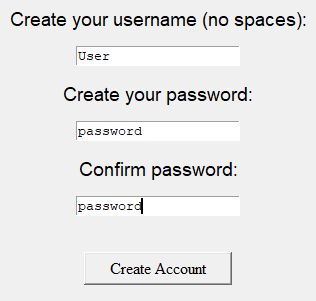 Create your username (no spaces):
User
Create your password:
password
Confirm password:
password
Create Account